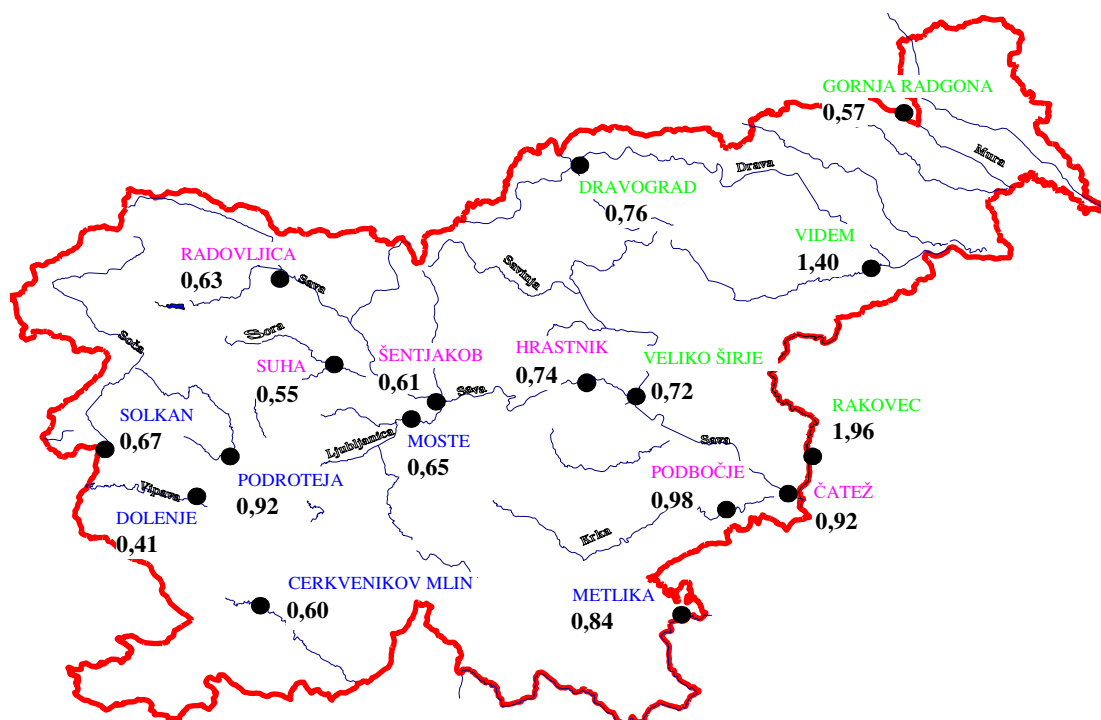 GORNJA RADGONA
0,57
Mura
Drava
DRAVOGRAD
0,76
VIDEM
1,40
RADOVLJICA
0,63
Sava
Savinja
Soča
Sora
SUHA
0,55
ŠENTJAKOB
0,61
Sava
HRASTNIK
0,74
VELIKO ŠIRJE
0,72
SOLKAN
0,67
Ljubljanica
MOSTE
0,65
RAKOVEC
1,96
Sava
PODROTEJA
0,92
Vipava
DOLENJE
0,41
PODBOČJE
0,98
ČATEŽ
0,92
Krka
CERKVENIKOV MLIN
0,60
METLIKA
0,84